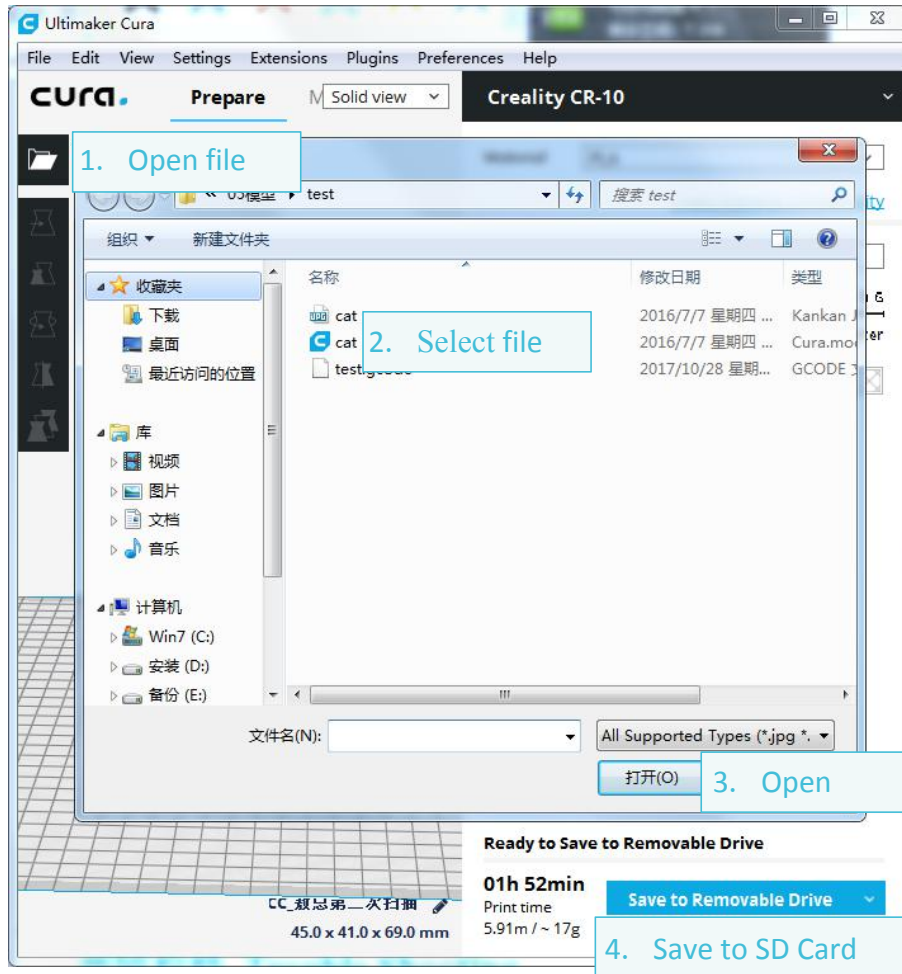 Ultimaker Cura
File Edit View Settings Extensions Plugins Preferences Help
cura. Prepare M Solid view Creality CR-10
1. Open file
test
搜索 test
ity
组织 新建文件夹
收藏夹
下载
桌面
最近访问的位置
库
视频
图片
文档
音乐
计算机
Win7 (C:)
安装 (D:)
备份 (E:)
名称 修改日期 类型
cat 2016/7/7 星期四 ... Kankan J
cat 2016/7/7 星期四 ... Cura.mo
2. Select file
test.gcode 2017/10/28 星期... GCODE
文件名(N):
All Supported Types (*.jpg *.
打开(O)
3. Open
Ready to Save to Removable Drive
01h 52min
Print time
5.91m / ~ 17g
Save to Removable Drive
45.0 x 41.0 x 69.0 mm
4. Save to SD Card